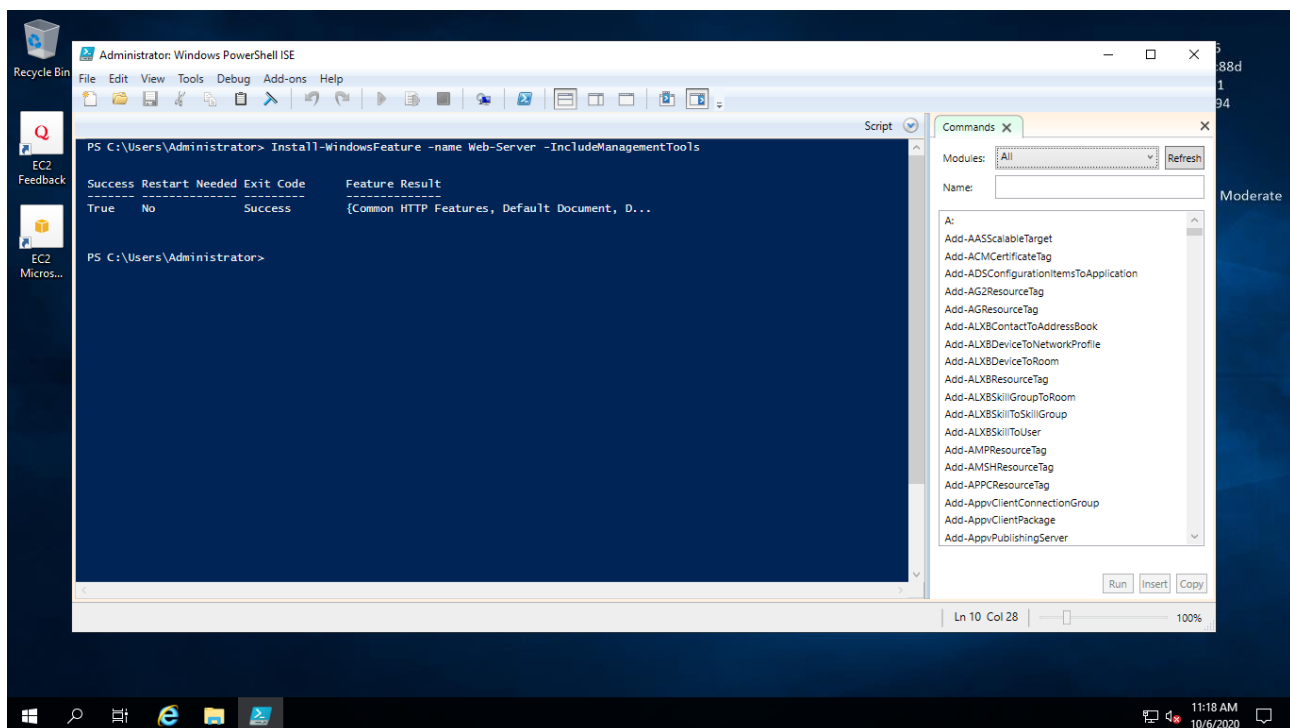 Recycle Bin
EC2
Feedback
EC2
Micros...
Administrator: Windows PowerShell ISE
File Edit View Tools Debug Add-ons Help
Script
PS C:\Users\Administrator> Install-WindowsFeature -name Web-Server -IncludeManagementTools
Success Restart Needed Exit Code Feature Result
------- -------------- --------- --------------
True No Success {Common HTTP Features, Default Document, D...
PS C:\Users\Administrator>
Commands
Modules: All Refresh
Name:
A:
Add-AASScalableTarget
Add-ACMCertificateTag
Add-ADSConfigurationItemsToApplication
Add-AG2ResourceTag
Add-AGResourceTag
Add-ALXBContactToAddressBook
Add-ALXBDeviceToNetworkProfile
Add-ALXBDeviceToRoom
Add-ALXBResourceTag
Add-ALXBSkillGroupToRoom
Add-ALXBSkillToSkillGroup
Add-ALXBSkillToUser
Add-AMPResourceTag
Add-AMSHResourceTag
Add-APPCResourceTag
Add-AppvClientConnectionGroup
Add-AppvClientPackage
Add-AppvPublishingServer
Run Insert Copy
Ln 10 Col 28 100%
:88d
1
94
Moderate
11:18 AM
10/6/2020